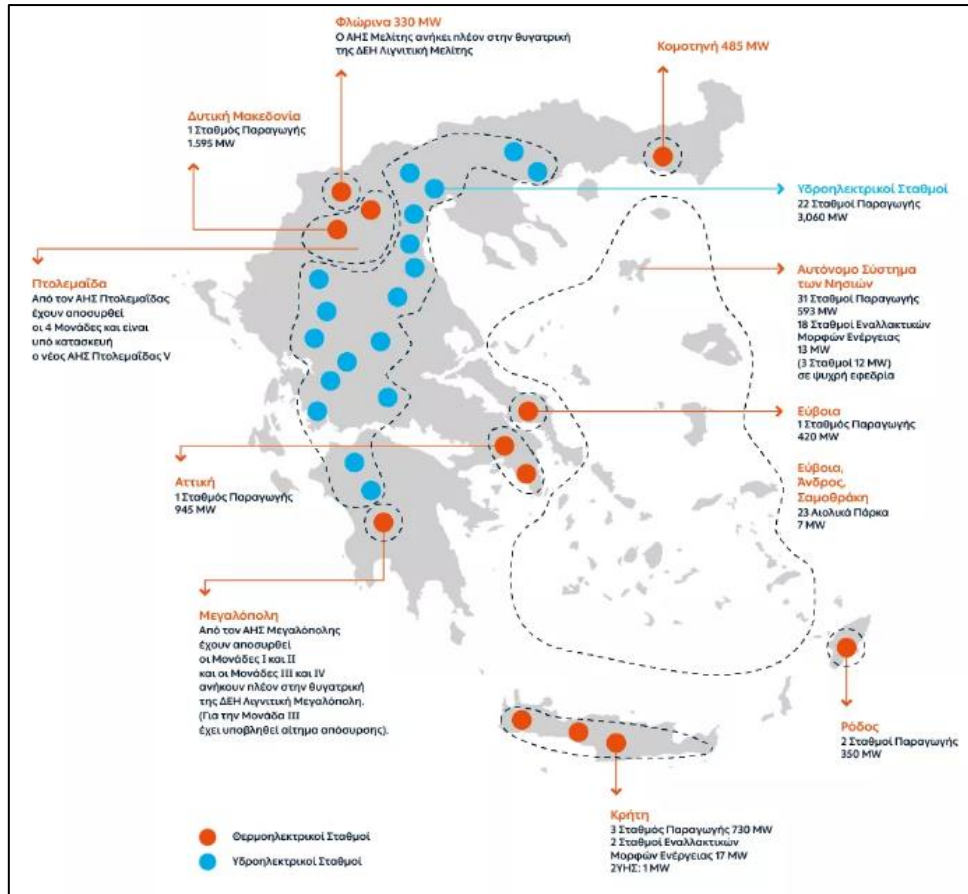 Φλώρινα 330 MW
Ο ΑΗΣ Μελίτης ανήκει πλέον στην θυγατρική
της ΔΕΗ Λιγνιτική Μελίτης
Κομοτηνή 485 MW
Δυτική Μακεδονία
1 Σταθμός Παραγωγής
1.595 MW
Υδροηλεκτρικοί Σταθμοί
22 Σταθμοί Παραγωγής
3,060 MW
Πτολεμαΐδα
Από τον ΑΗΣ Πτολεμαΐδας
έχουν αποσυρθεί
οι 4 Μονάδες και είναι
υπό κατασκευή
ο νέος ΑΗΣ Πτολεμαΐδας V
Αυτόνομο Σύστημα
των Νησιών
31 Σταθμοί Παραγωγής
593 MW
18 Σταθμοί Εναλλακτικών
Μορφών Ενέργειας
13 MW
(3 Σταθμοί 12 MW)
σε ψυχρή εφεδρία
Εύβοια
1 Σταθμός Παραγωγής
420 MW
Αττική
1 Σταθμός Παραγωγής
945 MW
Εύβοια,
Άνδρος,
Σαμοθράκη
23 Αιολικά Πάρκα
7 MW
Μεγαλόπολη
Από τον ΑΗΣ Μεγαλόπολης
έχουν αποσυρθεί
οι Μονάδες I και II
και οι Μονάδες III και IV
ανήκουν πλέον στην θυγατρική
της ΔΕΗ Λιγνιτική Μεγαλόπολη.
(Για την Μονάδα III
έχει υποβληθεί αίτημα απόσυρσης).
Ρόδος
2 Σταθμοί Παραγωγής
350 MW
Κρήτη
3 Σταθμός Παραγωγής 730 MW
2 Σταθμοί Εναλλακτικών
Μορφών Ενέργειας 17 MW
2ΥΗΣ: 1 MW
Θερμοηλεκτρικοί Σταθμοί
Υδροηλεκτρικοί Σταθμοί